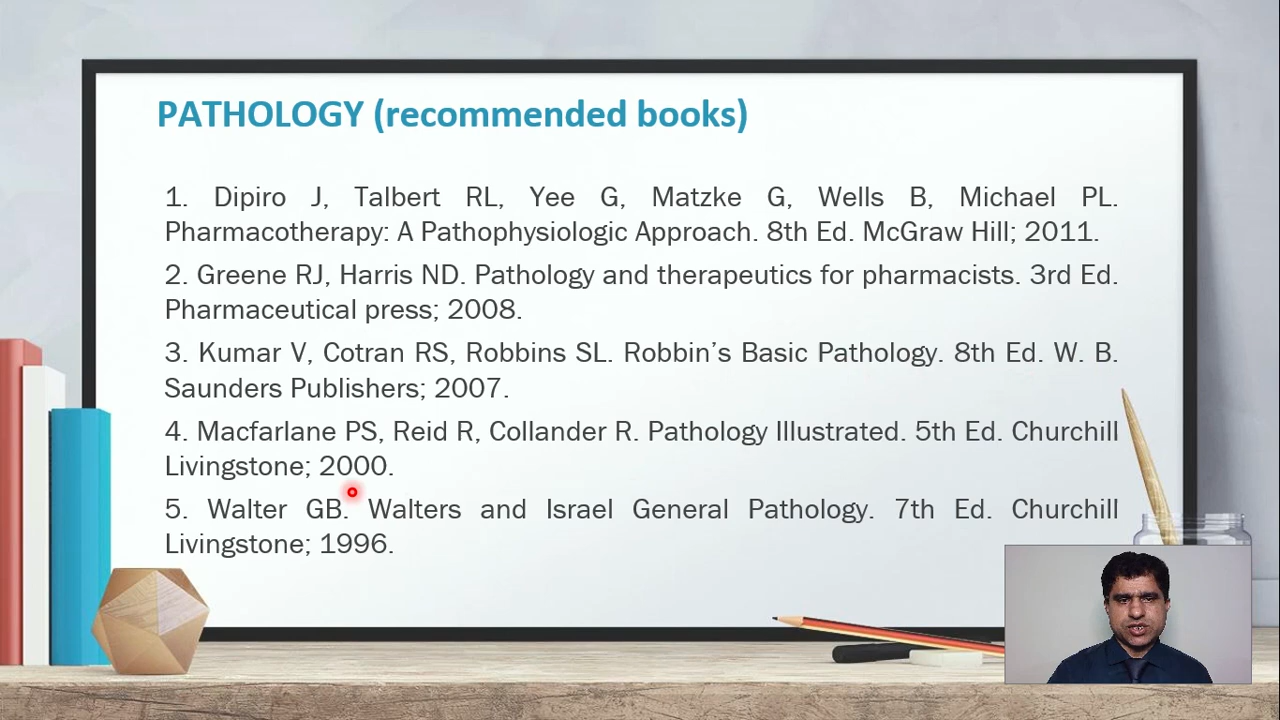 PATHOLOGY (recommended books)
1. Dipiro J, Talbert RL, Yee G, Matzke G, Wells B, Michael PL.
Pharmacotherapy: A Pathophysiologic Approach. 8th Ed. McGraw Hill; 2011.
2. Greene RJ, Harris ND. Pathology and therapeutics for pharmacists. 3rd Ed.
Pharmaceutical press; 2008.
3. Kumar V, Cotran RS, Robbins SL. Robbin’s Basic Pathology. 8th Ed. W. B.
Saunders Publishers; 2007.
4. Macfarlane PS, Reid R, Collander R. Pathology Illustrated. 5th Ed. Churchill
Livingstone; 2000.
5. Walter GB. Walters and Israel General Pathology. 7th Ed. Churchill
Livingstone; 1996.